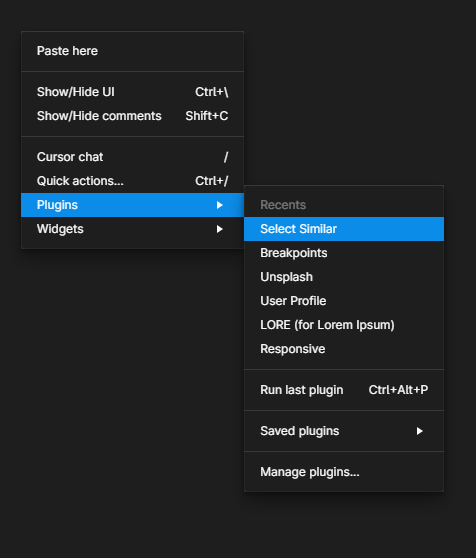 Paste here
Show/Hide UI Ctrl+\
Show/Hide comments Shift+C
Cursor chat /
Quick actions... Ctrl+/
Plugins
Widgets
Recents
Select Similar
Breakpoints
Unsplash
User Profile
LORE (for Lorem Ipsum)
Responsive
Run last plugin Ctrl+Alt+P
Saved plugins
Manage plugins...